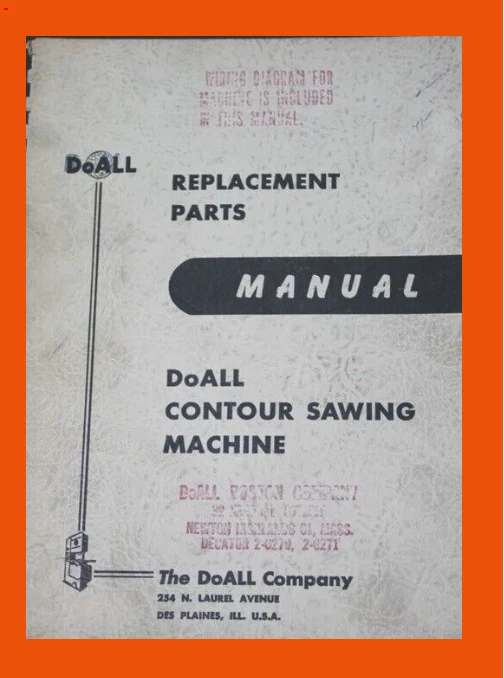 WIRING DIAGRAM FOR
MACHINE IS INCLUDED
IN THIS MANUAL.
DoALL
REPLACEMENT
PARTS
MANUAL
DoALL
CONTOUR SAWING
MACHINE
DoALL BOSTON COMPANY
NEWTON HIGHLANDS 61, MASS.
DECATUR 2-0270, 2-0271
The DoALL Company
254 N. LAUREL AVENUE
DES PLAINES, ILL. U.S.A.